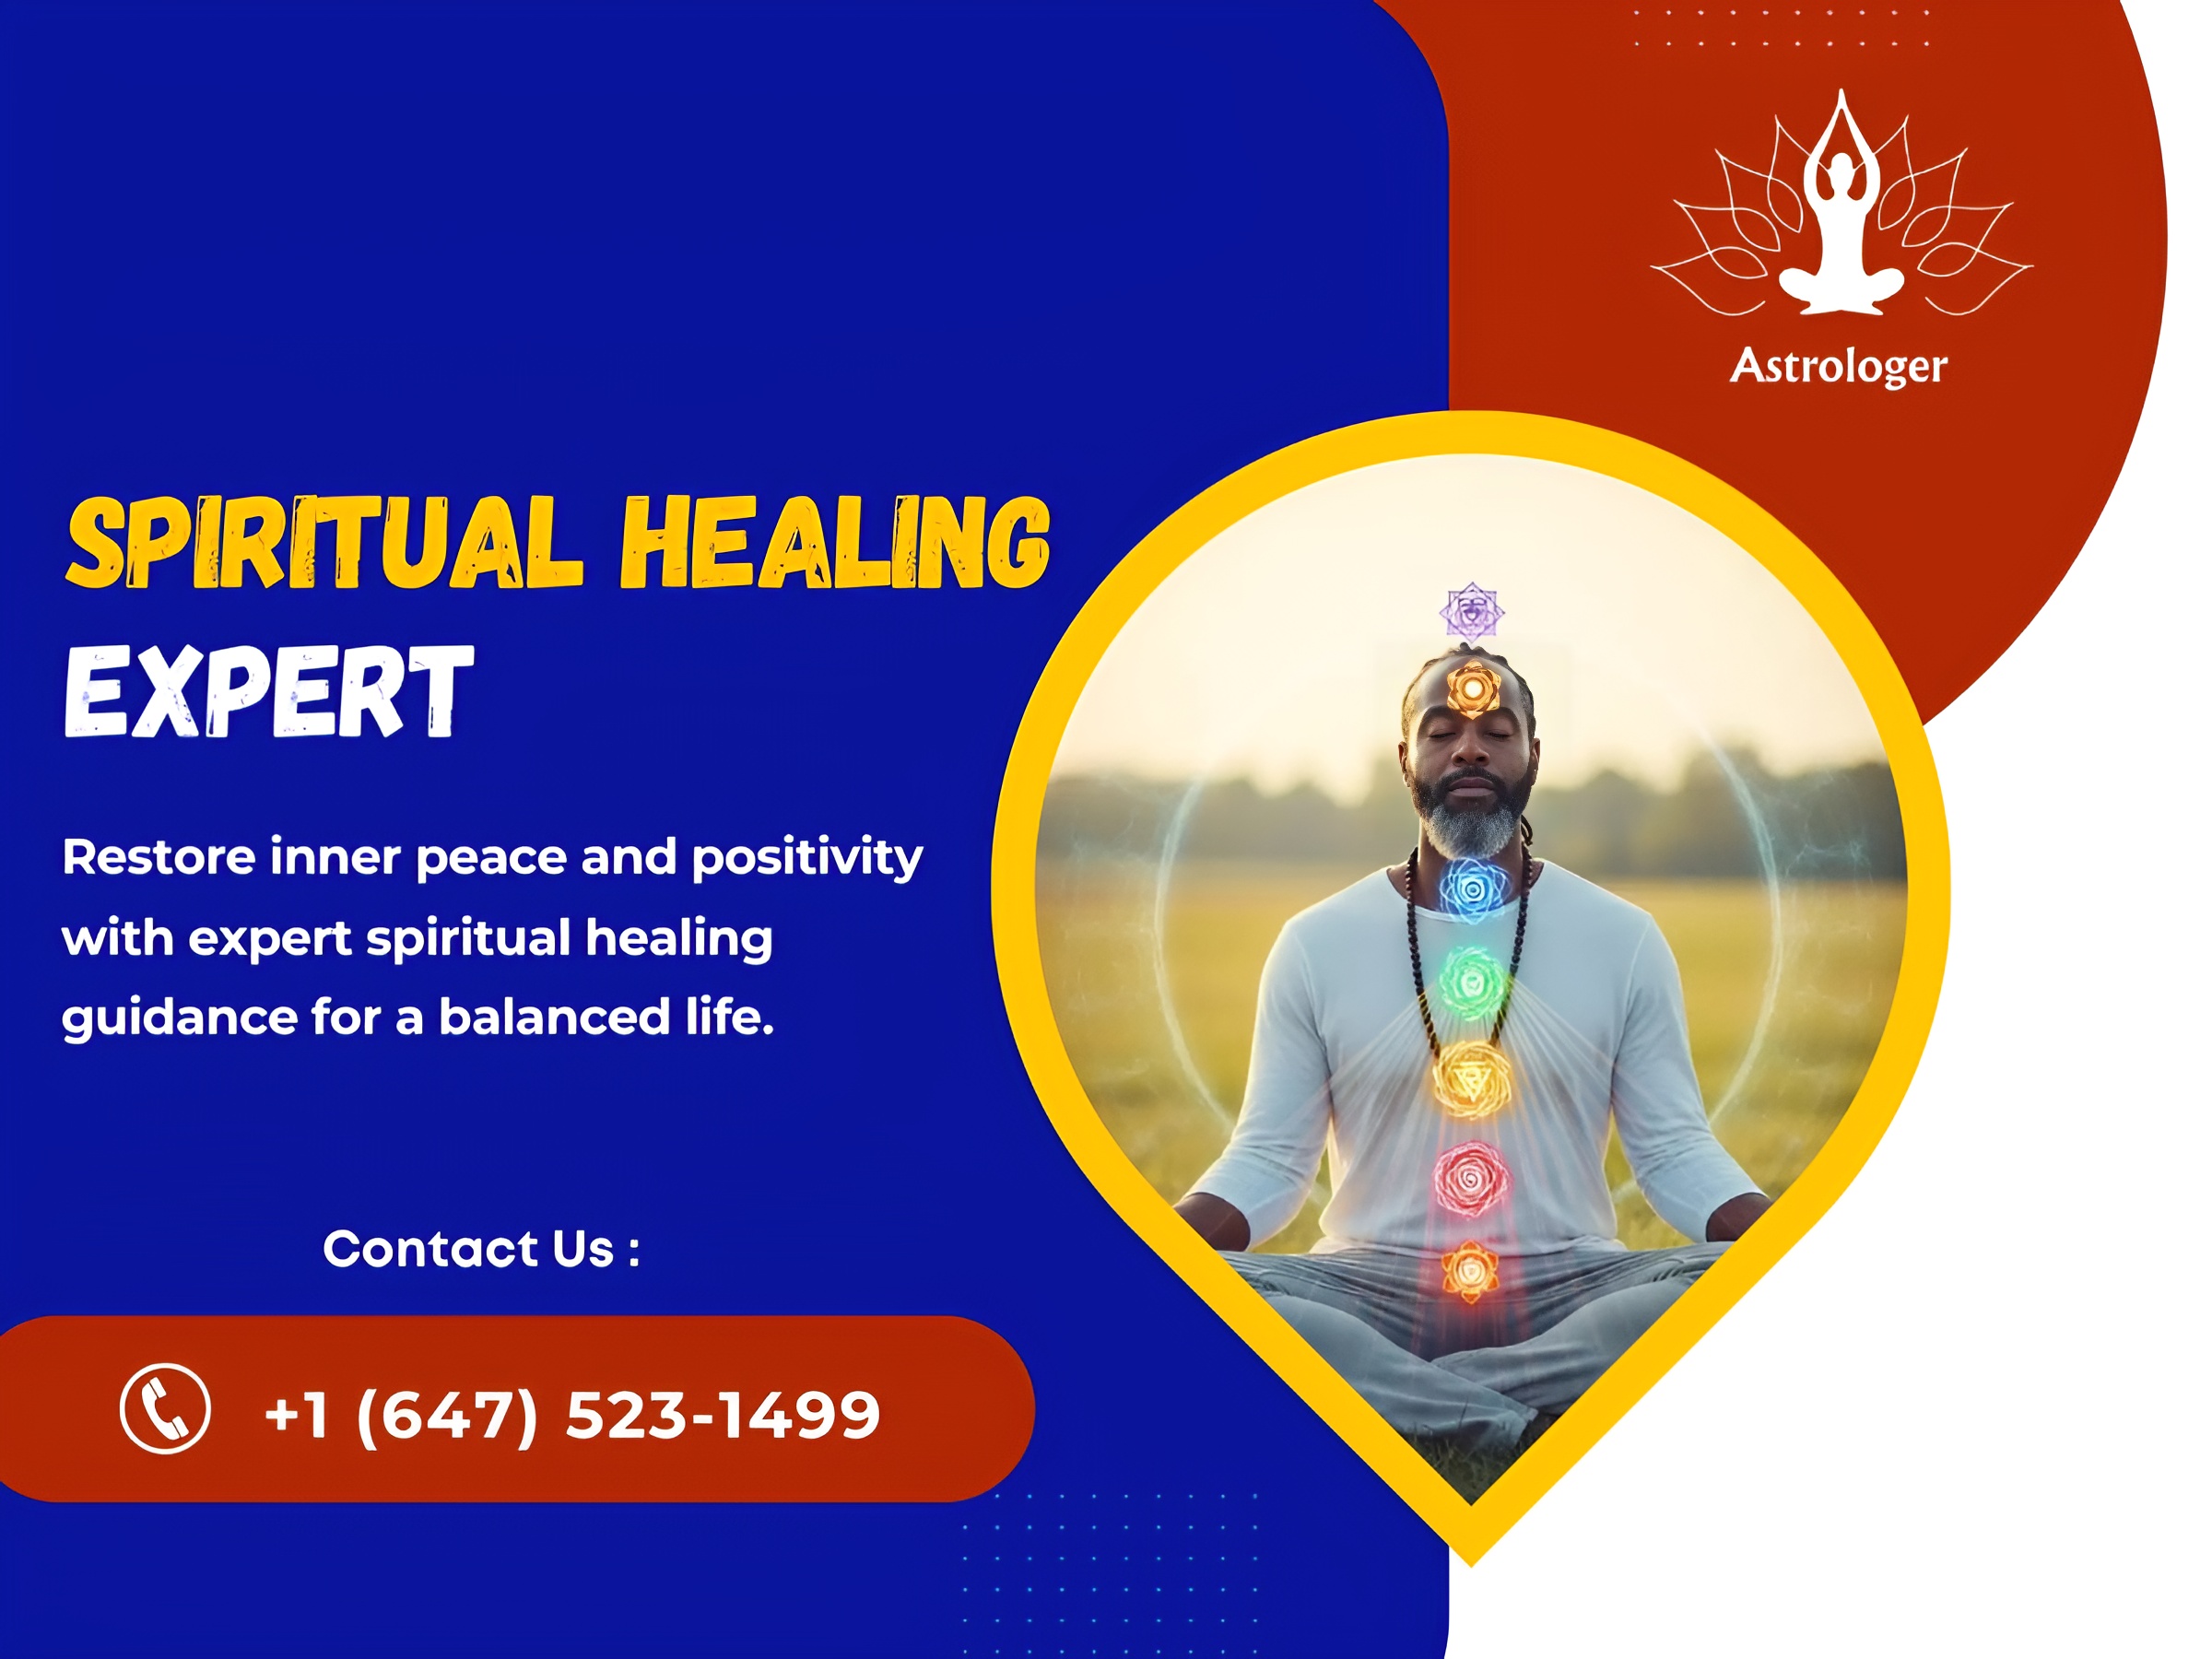 Astrologer
SPIRITUAL HEALING
EXPERT
Restore inner peace and positivity
with expert spiritual healing
guidance for a balanced life.
Contact Us :
+1 (647) 523-1499